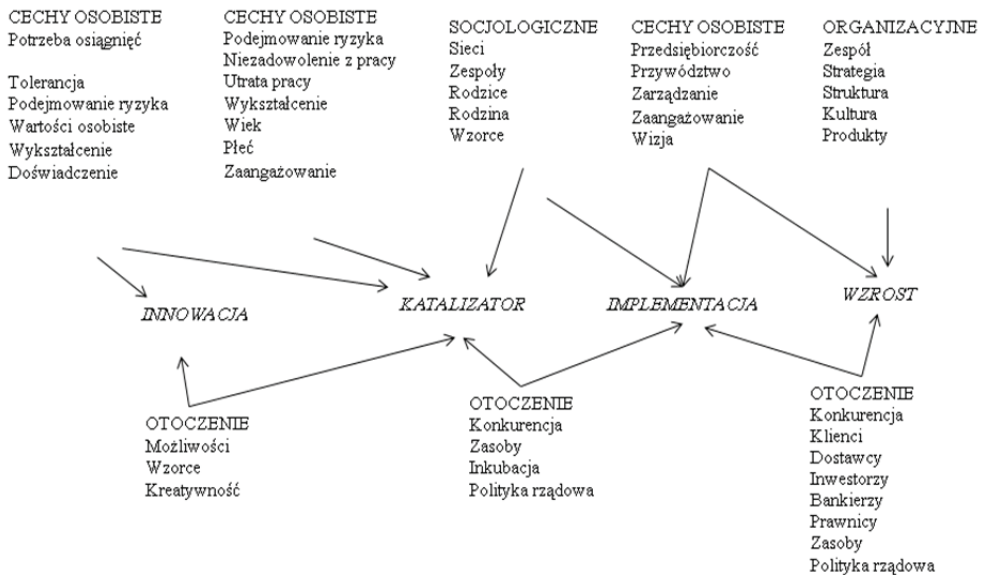 CECHY OSOBISTE
Potrzeba osiągnięć
Tolerancja
Podejmowanie ryzyka
Wartości osobiste
Wykształcenie
Doświadczenie
CECHY OSOBISTE
Podejmowanie ryzyka
Niezadowolenie z pracy
Utrata pracy
Wykształcenie
Wiek
Płeć
Zaangażowanie
SOCJOLOGICZNE
Sieci
Zespoły
Rodzice
Rodzina
Wzorce
CECHY OSOBISTE
Przedsiębiorczość
Przywództwo
Zarządzanie
Zaangażowanie
Wizja
ORGANIZACYJNE
Zespół
Strategia
Struktura
Kultura
Produkty
INNOWACJA
KATALIZATOR
IMPLEMENTACJA
WZROST
OTOCZENIE
Możliwości
Wzorce
Kreatywność
OTOCZENIE
Konkurencja
Zasoby
Inkubacja
Polityka rządowa
OTOCZENIE
Konkurencja
Klienci
Dostawcy
Inwestorzy
Bankierzy
Prawnicy
Zasoby
Polityka rządowa